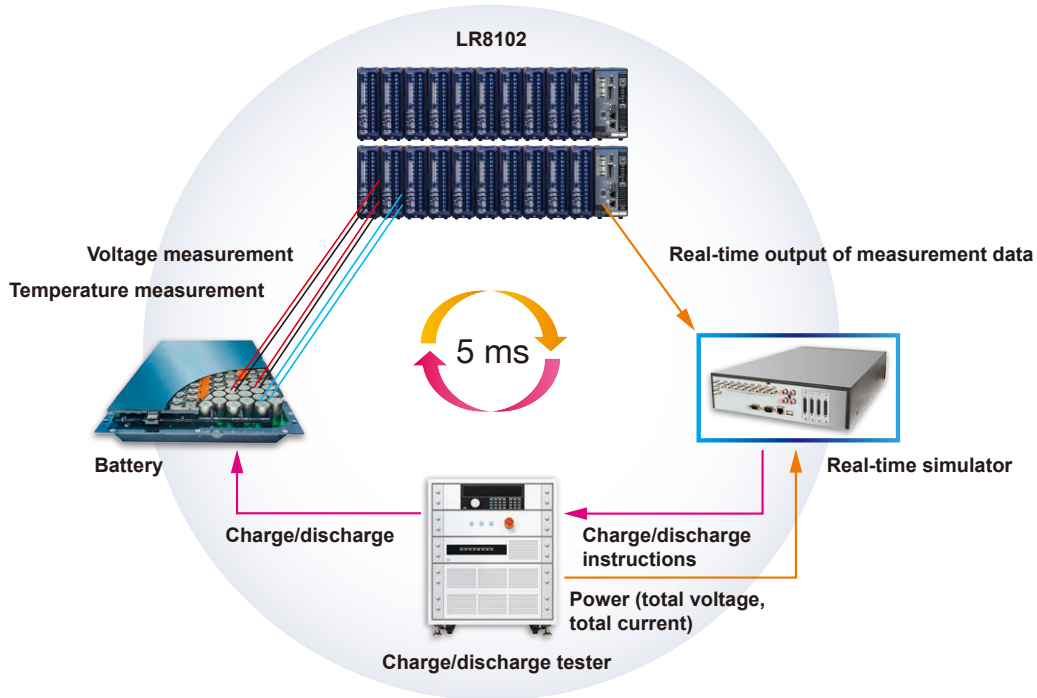 LR8102
Voltage measurement
Temperature measurement
Real-time output of measurement data
5 ms
Battery
Real-time simulator
Charge/discharge
Charge/discharge
instructions
Power (total voltage,
total current)
Charge/discharge tester